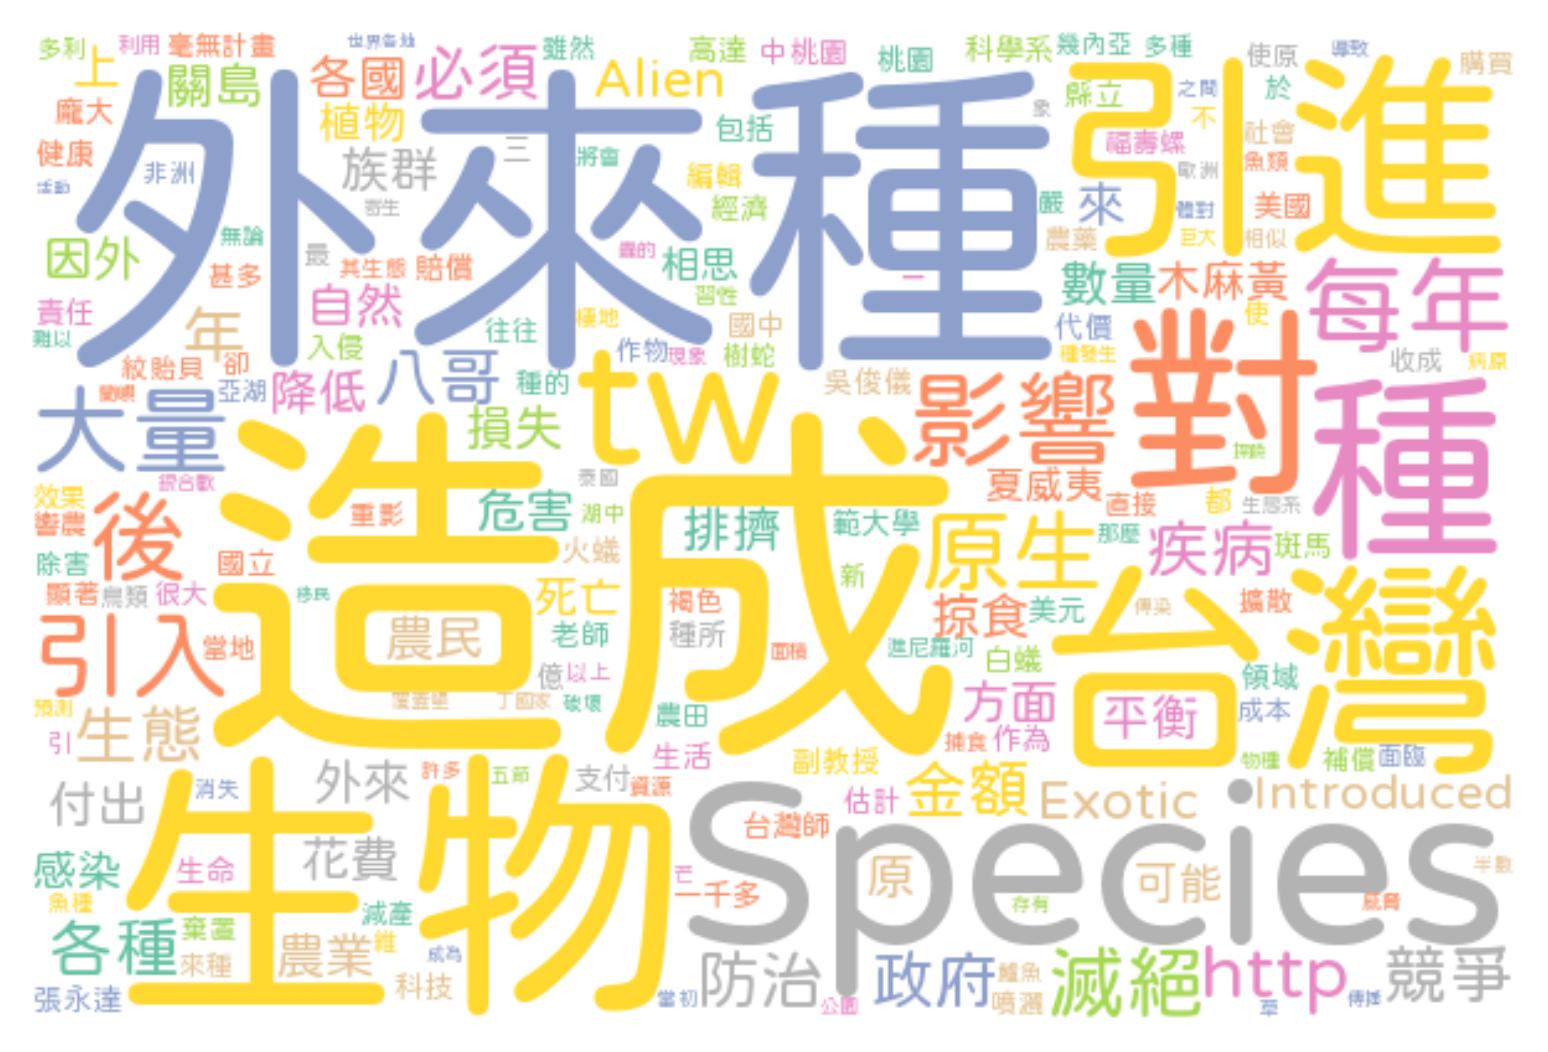 多利 上 利用 毫無計畫 世界各地 雖然 高達 中桃園 桃園 科學系 幾內亞 多種 使原 導致 購買
關島 各國 必須 Alien
龐大 植物 包括 象 縣立 之間 不 於 社會
外來種 引進
健康 非洲 族群 三 將會 編輯 福壽螺 魚類 歐洲
活動 寄生 經濟 嚴 來 體對 美國
因外 無論 最 蟲的 農藥 巨大 相似
甚多 其生態 賠償 相思 習性 一 數量 木麻黃 每年
責任 年 自然 往往 極地 國中 代價 使
難以 入侵 作物 現象 樹蛇 種發生 收成 病原
紋貽貝 卻 亞湖 降低 八哥 種的 tw 吳俊儀 影響 對 種
大量 蘭嶼 損失
銀合歡 泰國 夏威夷
效果 後 重影 危害 湖中 排擠 範大學 直接 都 生態系
響農 造成 原生 那麼 疾病 斑馬
除害 國立 火蟻 新
顯著 鳥類 很大 移民 死亡 褐色 掠食 美元 傳染 擴散
引入 當地 農民 老師 種所 進尼羅河 台灣
億 以上 面積 白蟻 領域
預測 覆蓋壁 丁國家 破壞 農田 方面 平衡 成本
引 生態 生活 捕食 作為 物種 補償 面臨
付出 消失 外來 許多 五節 支付 資源 副教授 金額 Exotic Introduced
生物 估計
感染 生命 花費 台灣師 Species 原 可能 半數
魚種 芒 一千多 存有
各種 棄置 減產
來種 農業 雜 成為 防治 政府 鱸魚 滅絕 http 競爭
張永達 科技 當初 公園 噴灑 草 傳播